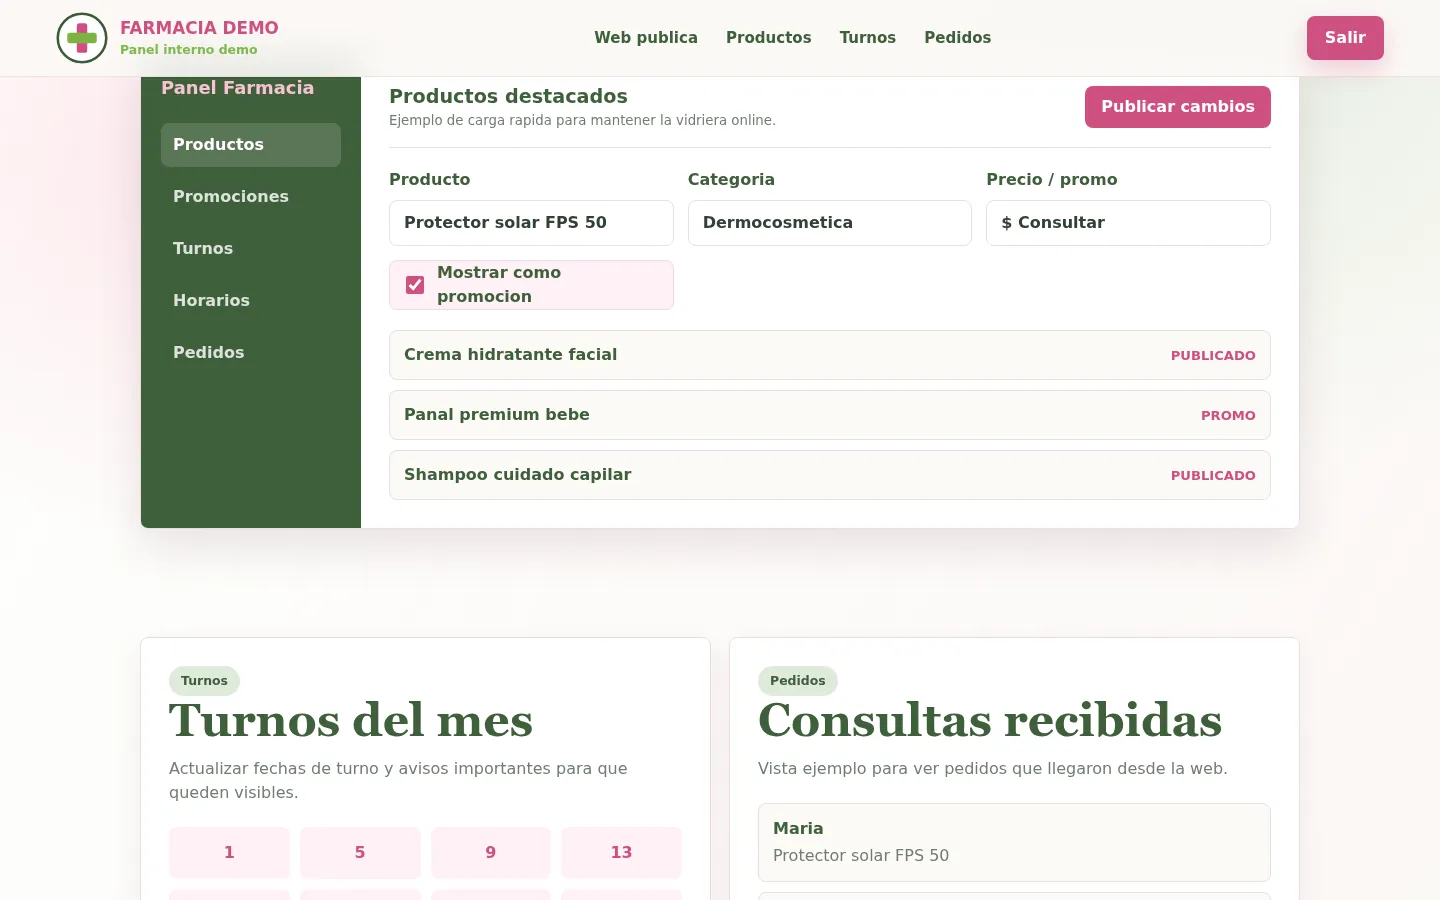 FARMACIA DEMO
Panel interno demo
Web publica
Productos
Turnos
Pedidos
Salir
Panel Farmacia
Productos
Promociones
Turnos
Horarios
Pedidos
Productos destacados
Ejemplo de carga rapida para mantener la vidriera online.
Publicar cambios
Producto
Categoria
Precio / promo
Protector solar FPS 50
Dermocosmetica
$ Consultar
Mostrar como
promocion
Crema hidratante facial
PUBLICADO
Panal premium bebe
PROMO
Shampoo cuidado capilar
PUBLICADO
Turnos
Turnos del mes
Actualizar fechas de turno y avisos importantes para que
queden visibles.
1
5
9
13
Pedidos
Consultas recibidas
Vista ejemplo para ver pedidos que llegaron desde la web.
Maria
Protector solar FPS 50